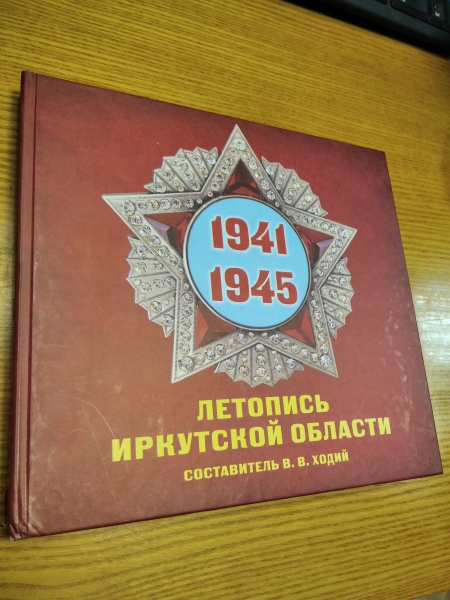 1941
1945
ЛЕТОПИСЬ
ИРКУТСКОЙ ОБЛАСТИ
СОСТАВИТЕЛЬ В. В. ХОДИЙ